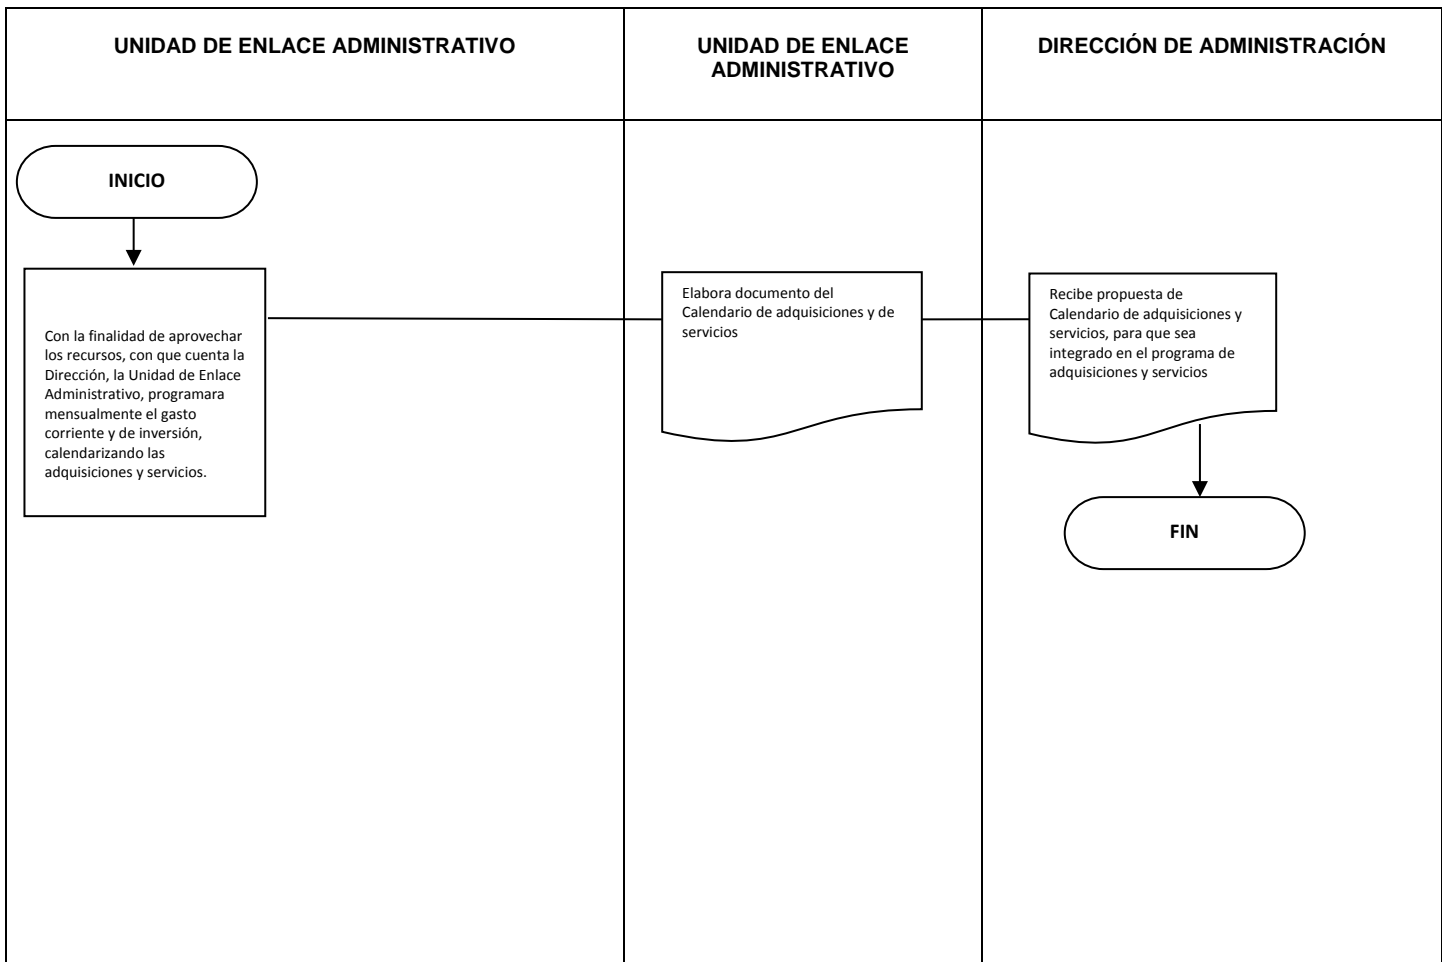 UNIDAD DE ENLACE ADMINISTRATIVO
UNIDAD DE ENLACE
ADMINISTRATIVO
DIRECCIÓN DE ADMINISTRACIÓN
INICIO
Con la finalidad de aprovechar
los recursos, con que cuenta la
Dirección, la Unidad de Enlace
Administrativo, programara
mensualmente el gasto
corriente y de inversión,
calendarizando las
adquisiciones y servicios.
Elabora documento del
Calendario de adquisiciones y de
servicios
Recibe propuesta de
Calendario de adquisiciones y
servicios, para que sea
integrado en el programa de
adquisiciones y servicios
FIN